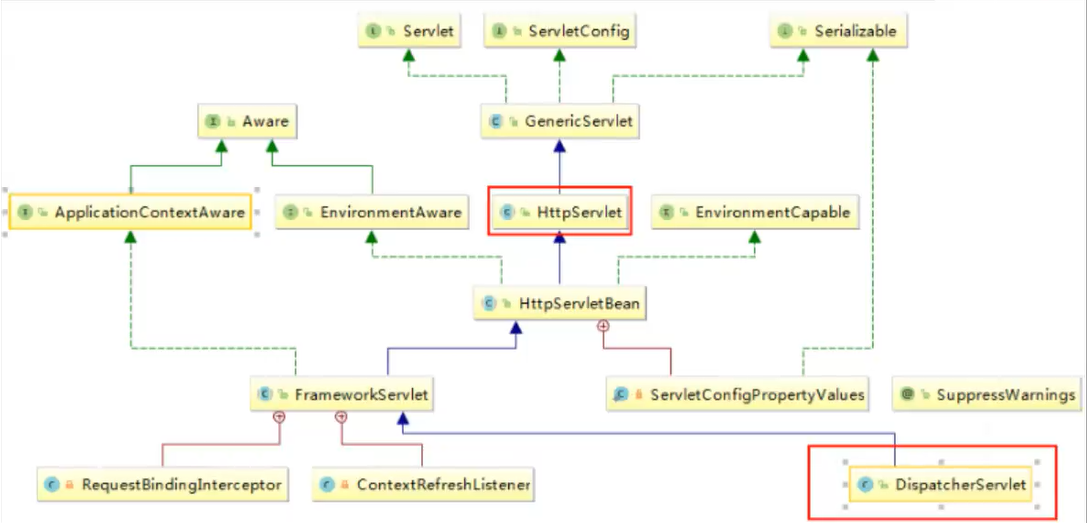 Servlet
ServletConfig
Serializable
Aware
GenericServlet
ApplicationContextAware
EnvironmentAware
HttpServlet
EnvironmentCapable
HttpServletBean
FrameworkServlet
ServletConfigPropertyValues
SuppressWarnings
RequestBindingInterceptor
ContextRefreshListener
DispatcherServlet